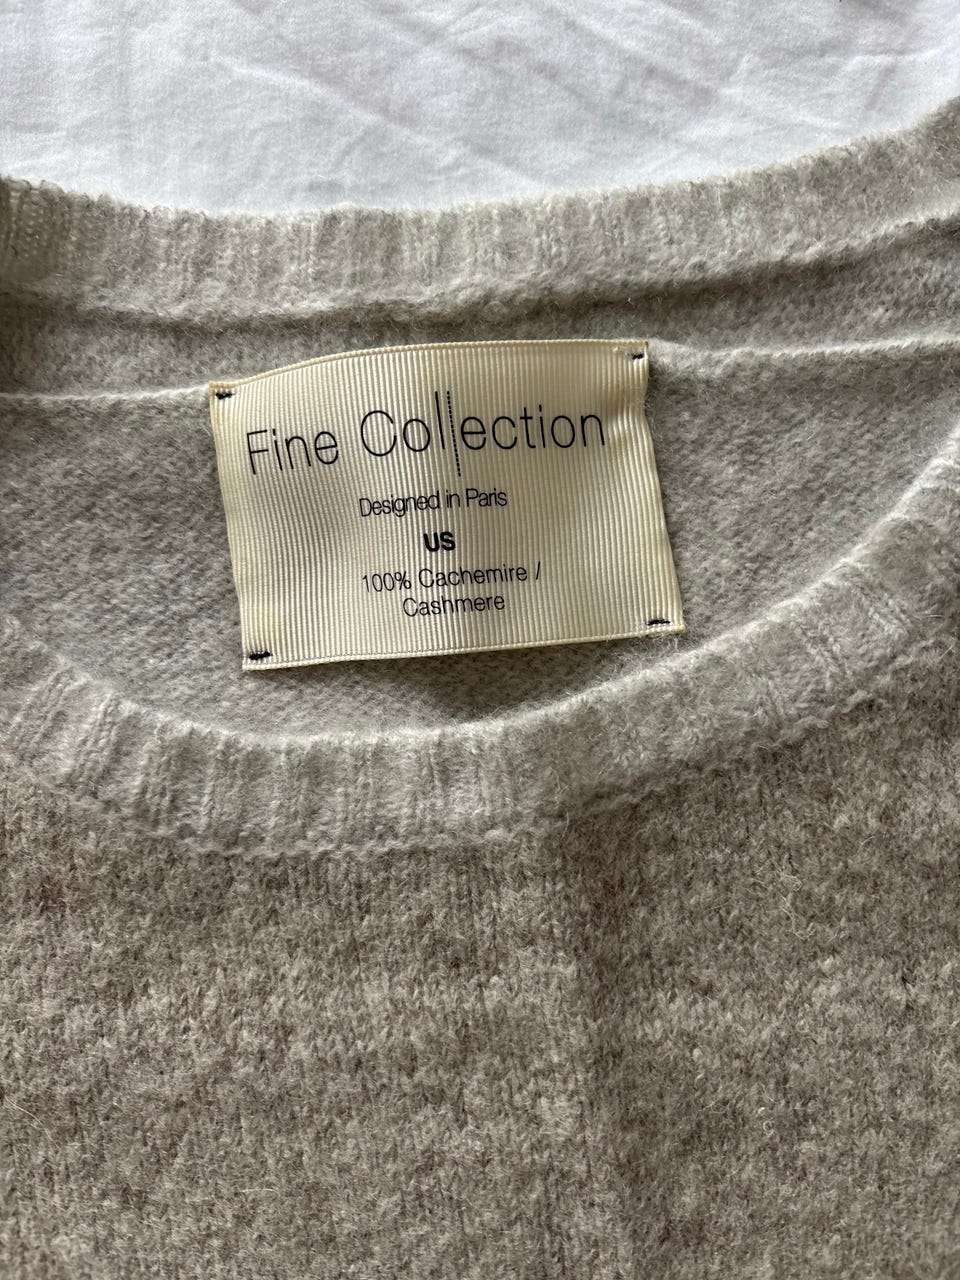 Fine Collection
Designed in Paris
US
100% Cachemire /
Cashmere